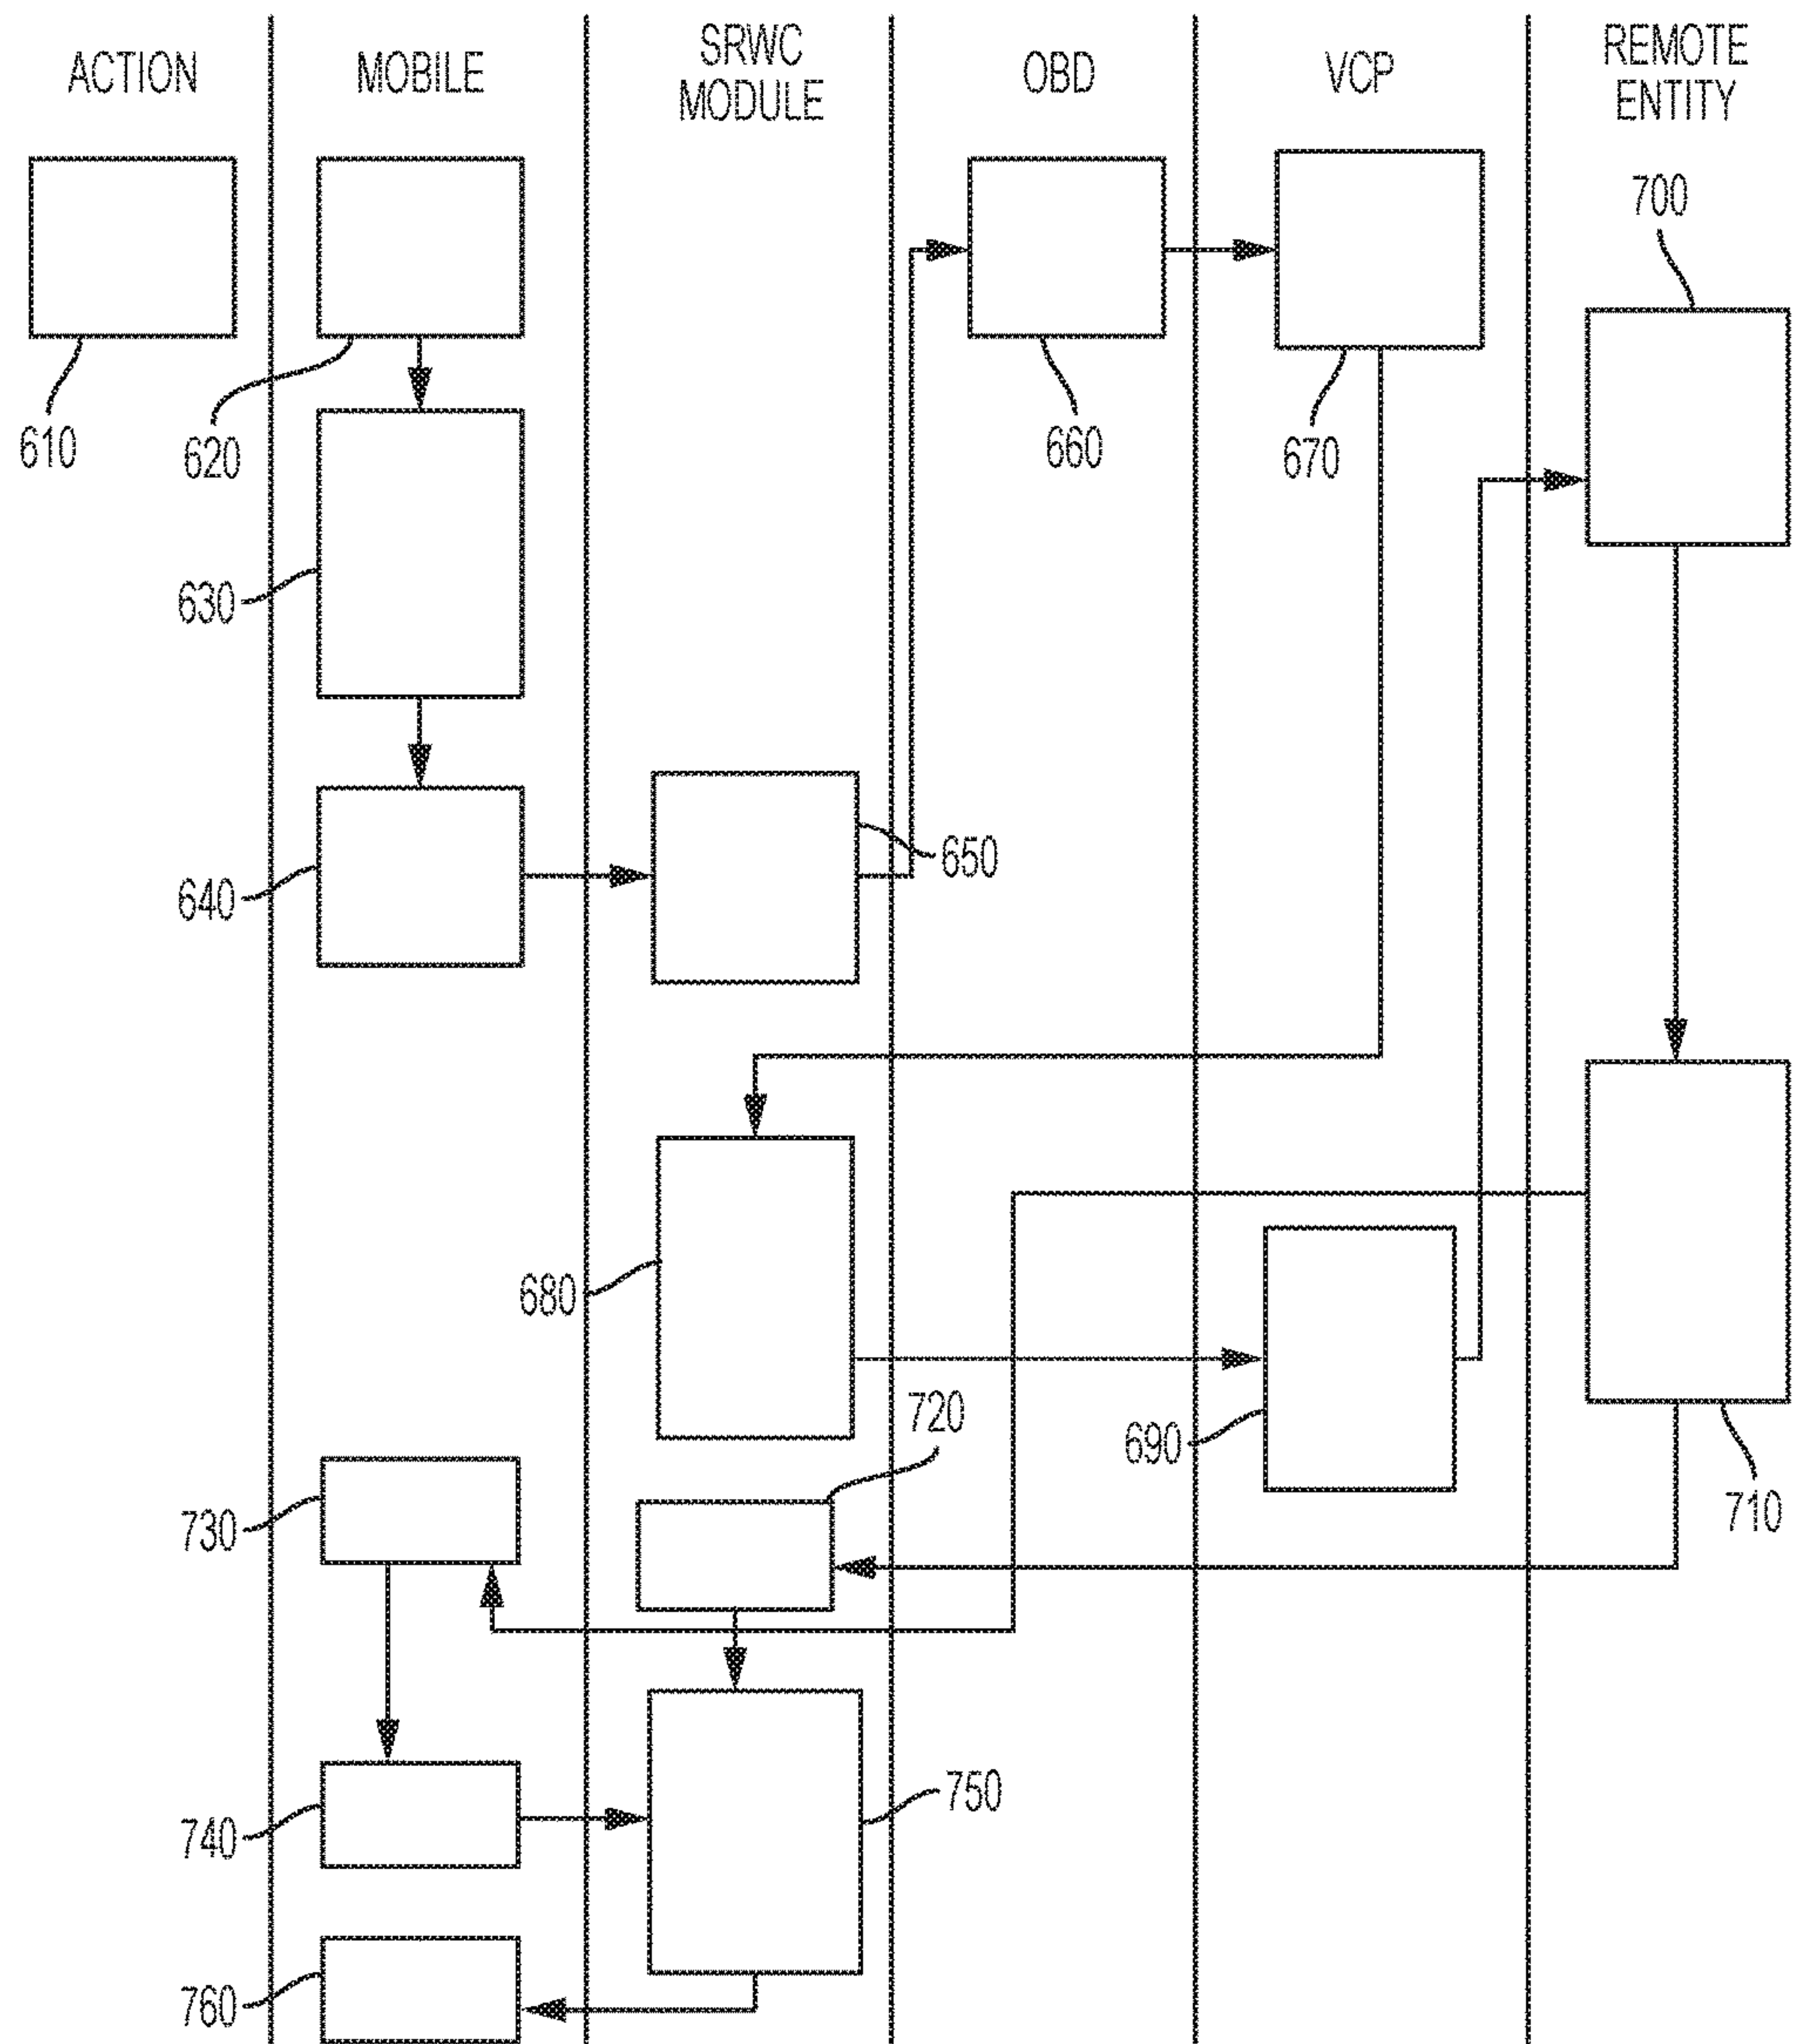 ACTION
MOBILE
SRWC
MODULE
OBD
VCP
REMOTE
ENTITY
700
610
620
660
670
630
650
640
680
720
690
710
730
750
740
760